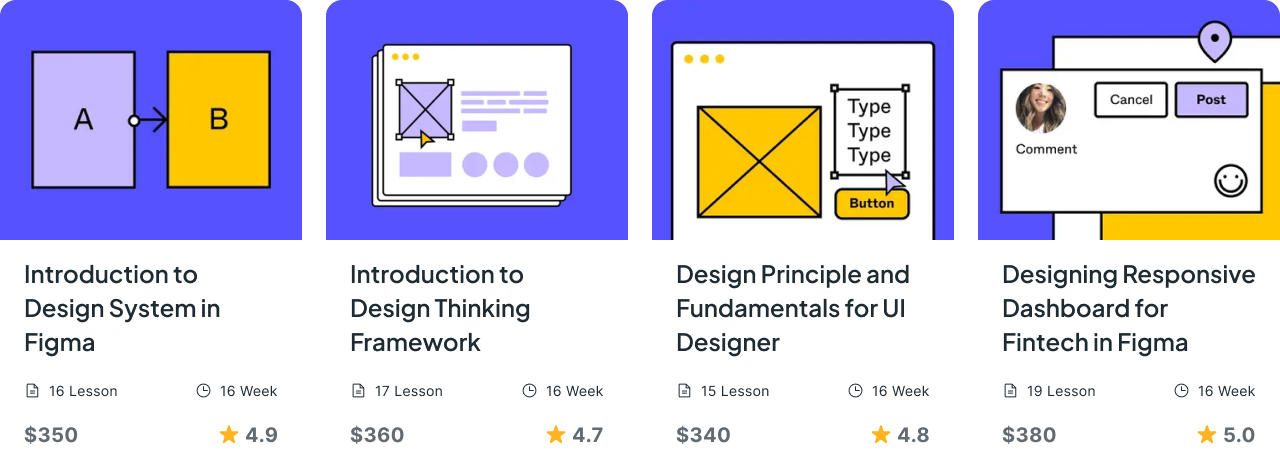 A
B
Introduction to
Design System in
Figma
16 Lesson
16 Week
$350
4.9
Introduction to
Design Thinking
Framework
17 Lesson
16 Week
$360
4.7
Type
Type
Type
Button
Design Principle and
Fundamentals for UI
Designer
15 Lesson
16 Week
$340
4.8
Cancel
Post
Comment
Designing Responsive
Dashboard for
Fintech in Figma
19 Lesson
16 Week
$380
5.0